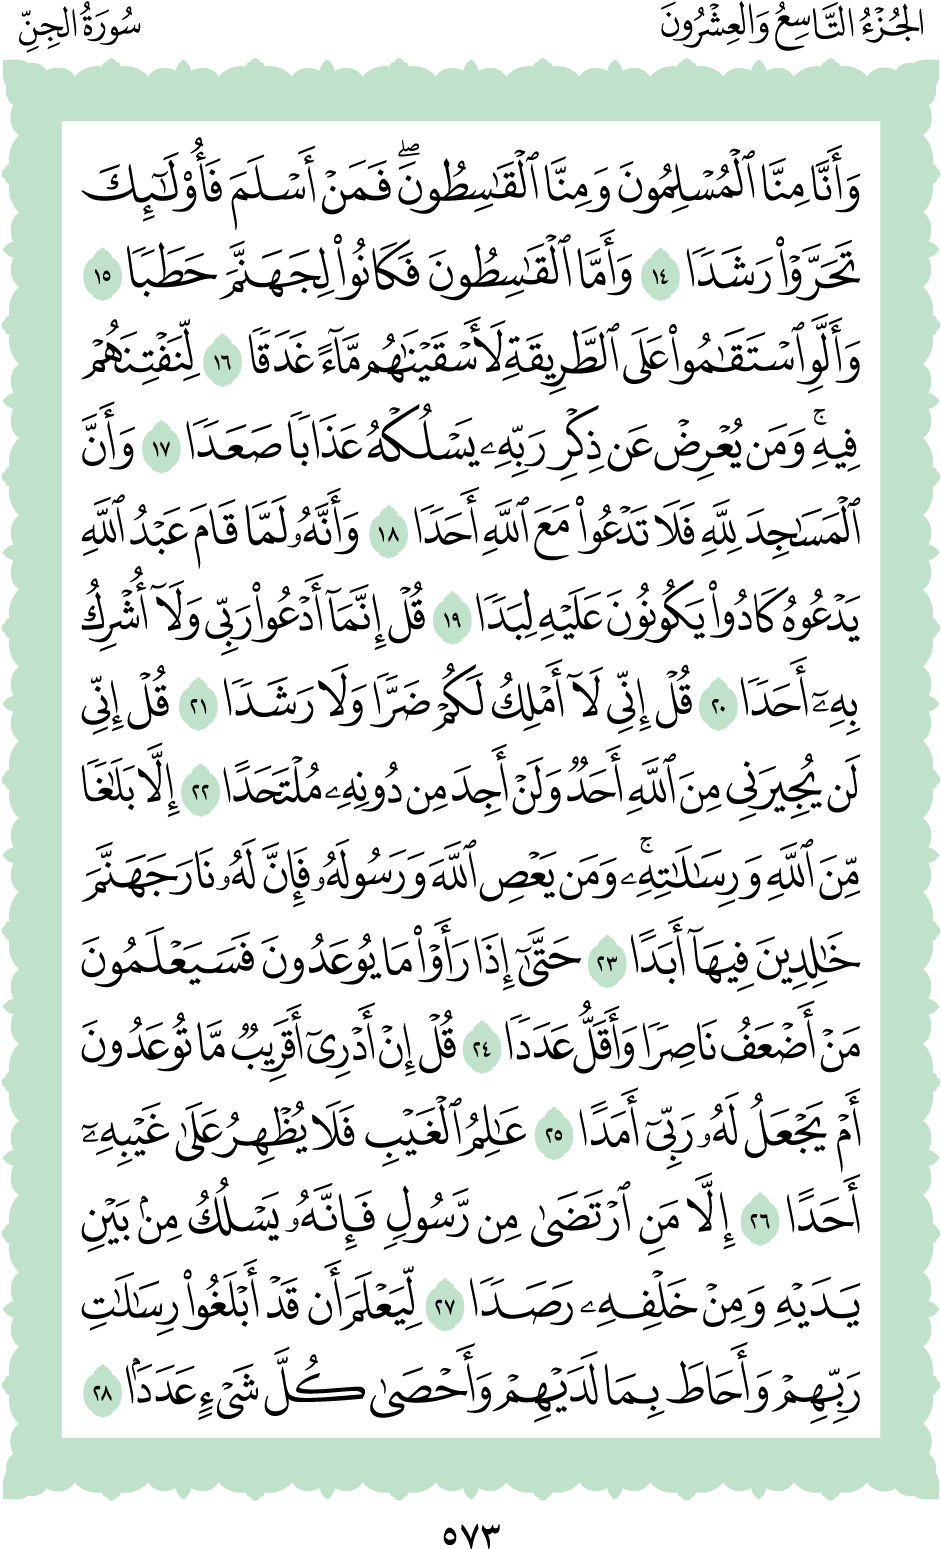 الجُزْءُ التَّاسِعُ وَالعِشْرُونَ
سُورَةُ الجِنِّ
وَأَنَّا مِنَّا ٱلْمُسْلِمُونَ وَمِنَّا ٱلْقَٰسِطُونَۖ فَمَنْ أَسْلَمَ فَأُو۟لَٰٓئِكَ
تَحَرَّوْا۟ رَشَدًا ١٤ وَأَمَّا ٱلْقَٰسِطُونَ فَكَانُوا۟ لِجَهَنَّمَ حَطَبًا ١٥
وَأَلَّوِ ٱسْتَقَٰمُوا۟ عَلَى ٱلطَّرِيقَةِ لَأَسْقَيْنَٰهُم مَّآءً غَدَقًا ١٦ لِّنَفْتِنَهُمْ
فِيهِۚ وَمَن يُعْرِضْ عَن ذِكْرِ رَبِّهِۦ يَسْلُكْهُ عَذَابًا صَعَدًا ١٧ وَأَنَّ
ٱلْمَسَٰجِدَ لِلَّهِ فَلَا تَدْعُوا۟ مَعَ ٱللَّهِ أَحَدًا ١٨ وَأَنَّهُۥ لَمَّا قَامَ عَبْدُ ٱللَّهِ
يَدْعُوهُ كَادُوا۟ يَكُونُونَ عَلَيْهِ لِبَدًا ١٩ قُلْ إِنَّمَآ أَدْعُوا۟ رَبِّى وَلَآ أُشْرِكُ
بِهِۦٓ أَحَدًا ٢٠ قُلْ إِنِّى لَآ أَمْلِكُ لَكُمْ ضَرًّا وَلَا رَشَدًا ٢١ قُلْ إِنِّى
لَن يُجِيرَنِى مِنَ ٱللَّهِ أَحَدٌ وَلَنْ أَجِدَ مِن دُونِهِۦ مُلْتَحَدًا ٢٢ إِلَّا بَلَٰغًا
مِّنَ ٱللَّهِ وَرِسَٰلَٰتِهِۦۚ وَمَن يَعْصِ ٱللَّهَ وَرَسُولَهُۥ فَإِنَّ لَهُۥ نَارَ جَهَنَّمَ
خَٰلِدِينَ فِيهَآ أَبَدًا ٢٣ حَتَّىٰٓ إِذَا رَأَوْا۟ مَا يُوعَدُونَ فَسَيَعْلَمُونَ
مَنْ أَضْعَفُ نَاصِرًا وَأَقَلُّ عَدَدًا ٢٤ قُلْ إِنْ أَدْرِىٓ أَقَرِيبٌ مَّا تُوعَدُونَ
أَمْ يَجْعَلُ لَهُۥ رَبِّىٓ أَمَدًا ٢٥ عَٰلِمُ ٱلْغَيْبِ فَلَا يُظْهِرُ عَلَىٰ غَيْبِهِۦٓ
أَحَدًا ٢٦ إِلَّا مَنِ ٱرْتَضَىٰ مِن رَّسُولٍ فَإِنَّهُۥ يَسْلُكُ مِنۢ بَيْنِ
يَدَيْهِ وَمِنْ خَلْفِهِۦ رَصَدًا ٢٧ لِّيَعْلَمَ أَن قَدْ أَبْلَغُوا۟ رِسَٰلَٰتِ
رَبِّهِمْ وَأَحَاطَ بِمَا لَدَيْهِمْ وَأَحْصَىٰ كُلَّ شَىْءٍ عَدَدًۢا ٢٨
٥٧٣